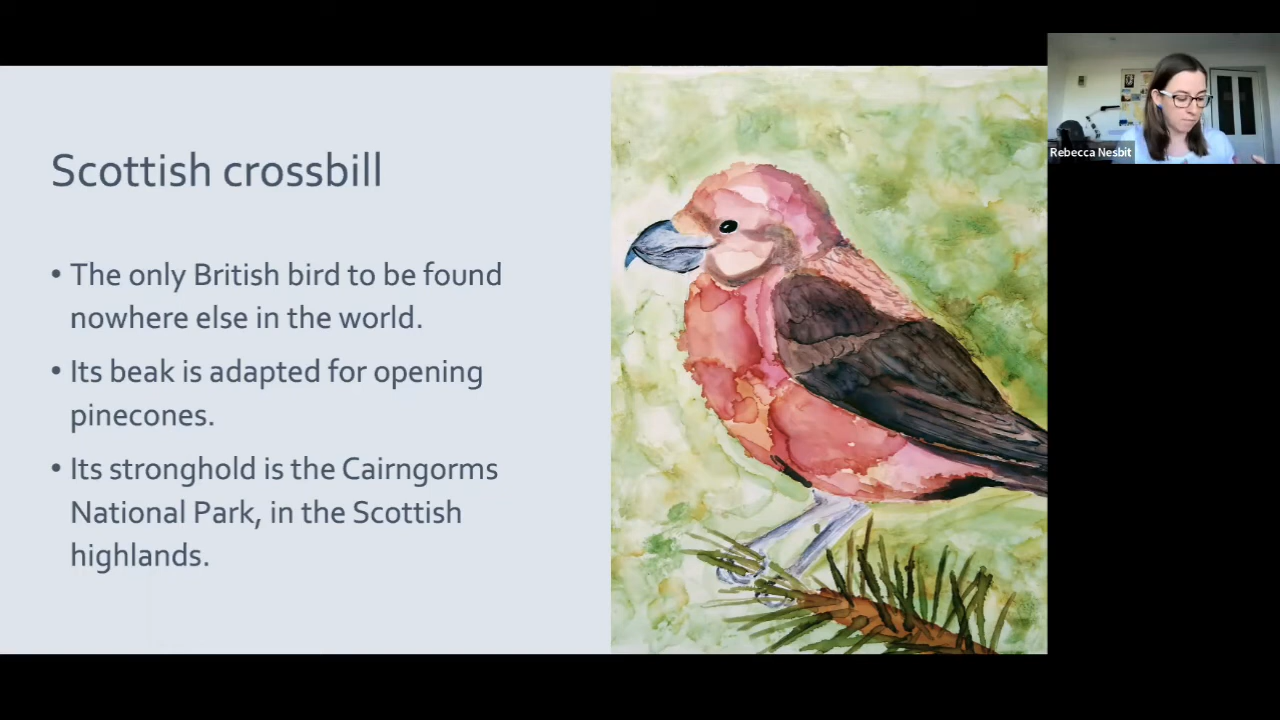 Scottish crossbill
• The only British bird to be found
nowhere else in the world.
• Its beak is adapted for opening
pinecones.
• Its stronghold is the Cairngorms
National Park, in the Scottish
highlands.
Rebecca Nesbit